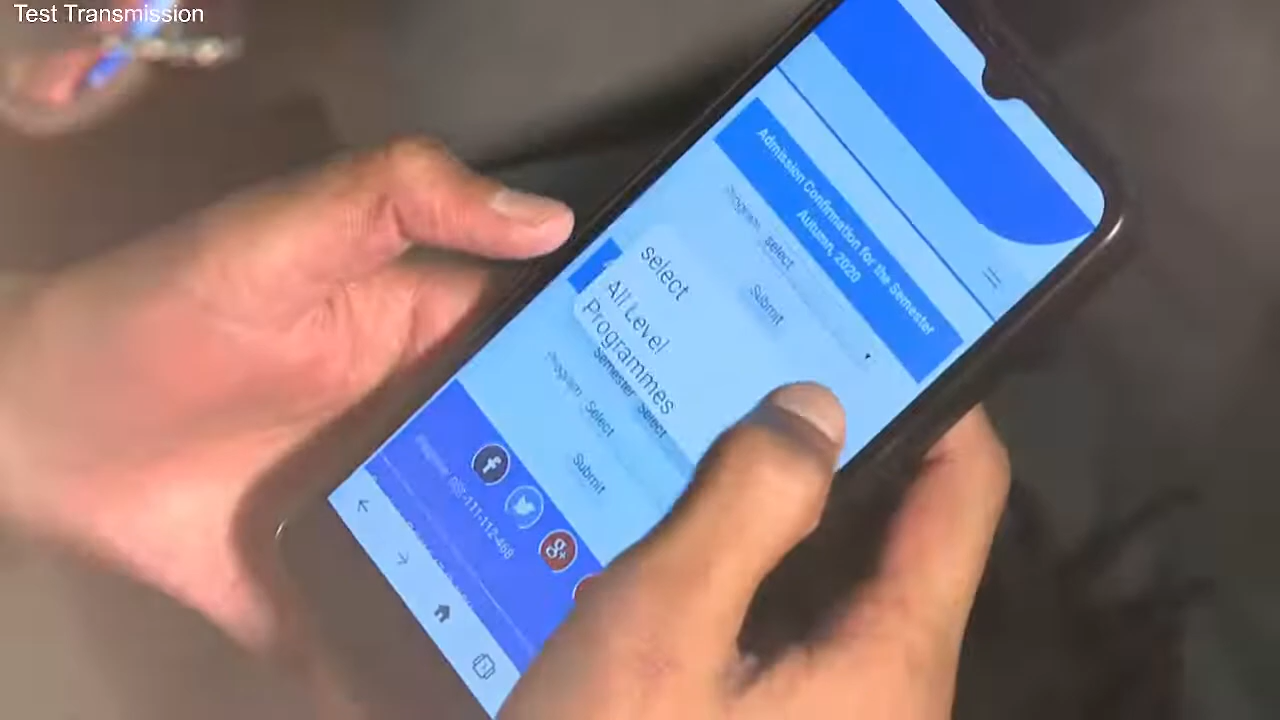 Test Transmission
Admission Confirmation for the Semester
Autumn, 2020
Program select
Submit
select
All Level
Programmes
Semester Select
Program Select
Submit
f
g+